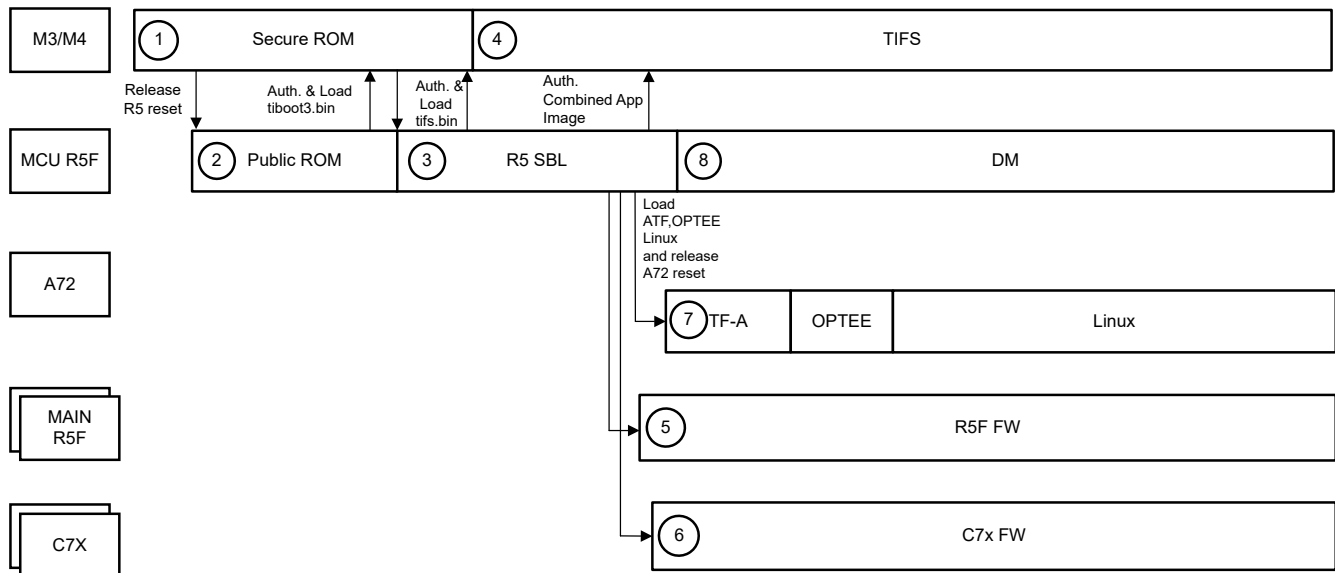 M3/M4
1
Secure ROM
4
TIFS
Release
R5 reset
Auth. & Load
tiboot3.bin
Auth. &
Load
tifs.bin
Auth.
Combined App
Image
MCU R5F
2
Public ROM
3
R5 SBL
8
DM
Load
ATF,OPTEE
Linux
and release
A72 reset
A72
7
TF-A
OPTEE
Linux
MAIN
R5F
5
R5F FW
C7X
6
C7x FW